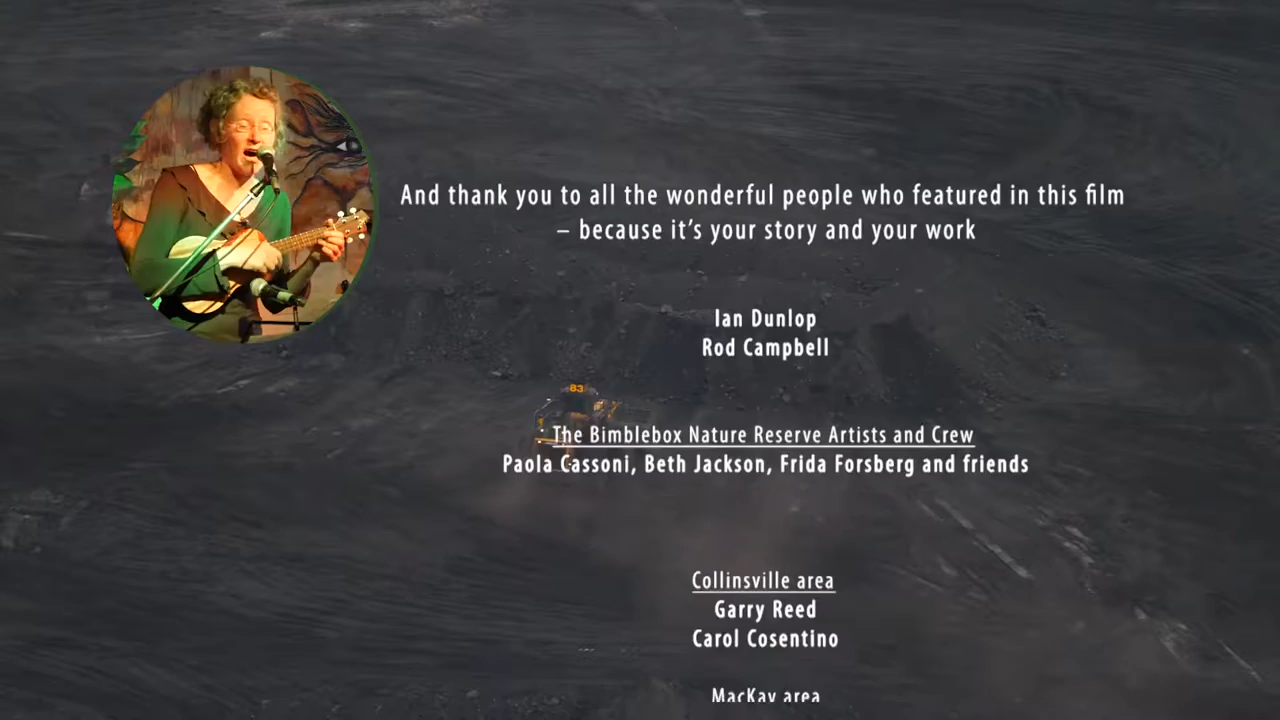 And thank you to all the wonderful people who featured in this film
– because it's your story and your work
Ian Dunlop
Rod Campbell
83
The Bimblebox Nature Reserve Artists and Crew
Paola Cassoni, Beth Jackson, Frida Forsberg and friends
Collinsville area
Garry Reed
Carol Cosentino
MacKay area